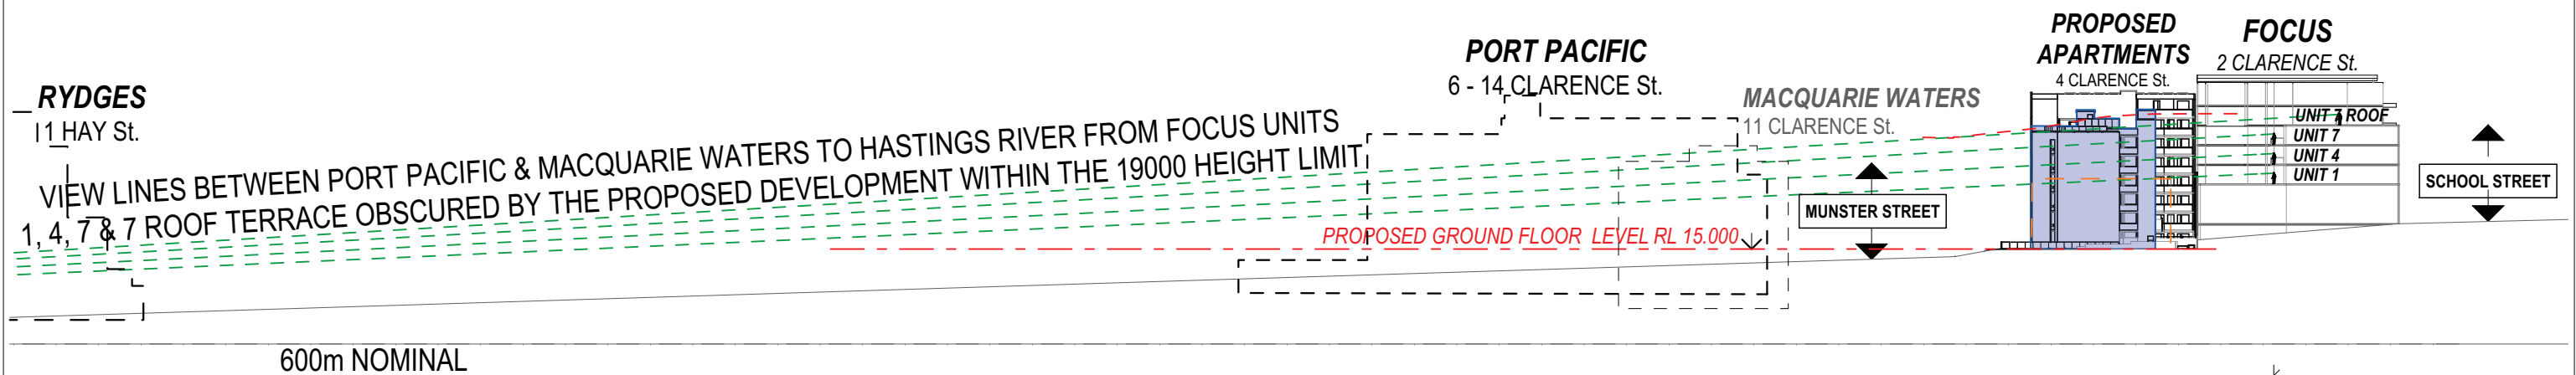 RYDGES
1 HAY St.
VIEW LINES BETWEEN PORT PACIFIC & MACQUARIE WATERS TO HASTINGS RIVER FROM FOCUS UNITS
1, 4, 7 & 7 ROOF TERRACE OBSCURED BY THE PROPOSED DEVELOPMENT WITHIN THE 19000 HEIGHT LIMIT
PORT PACIFIC
6 - 14 CLARENCE St.
MACQUARIE WATERS
11 CLARENCE St.
PROPOSED
APARTMENTS
4 CLARENCE St.
FOCUS
2 CLARENCE St.
UNIT 7 ROOF
UNIT 7
UNIT 4
UNIT 1
SCHOOL STREET
MUNSTER STREET
PROPOSED GROUND FLOOR LEVEL RL 15.000
600m NOMINAL